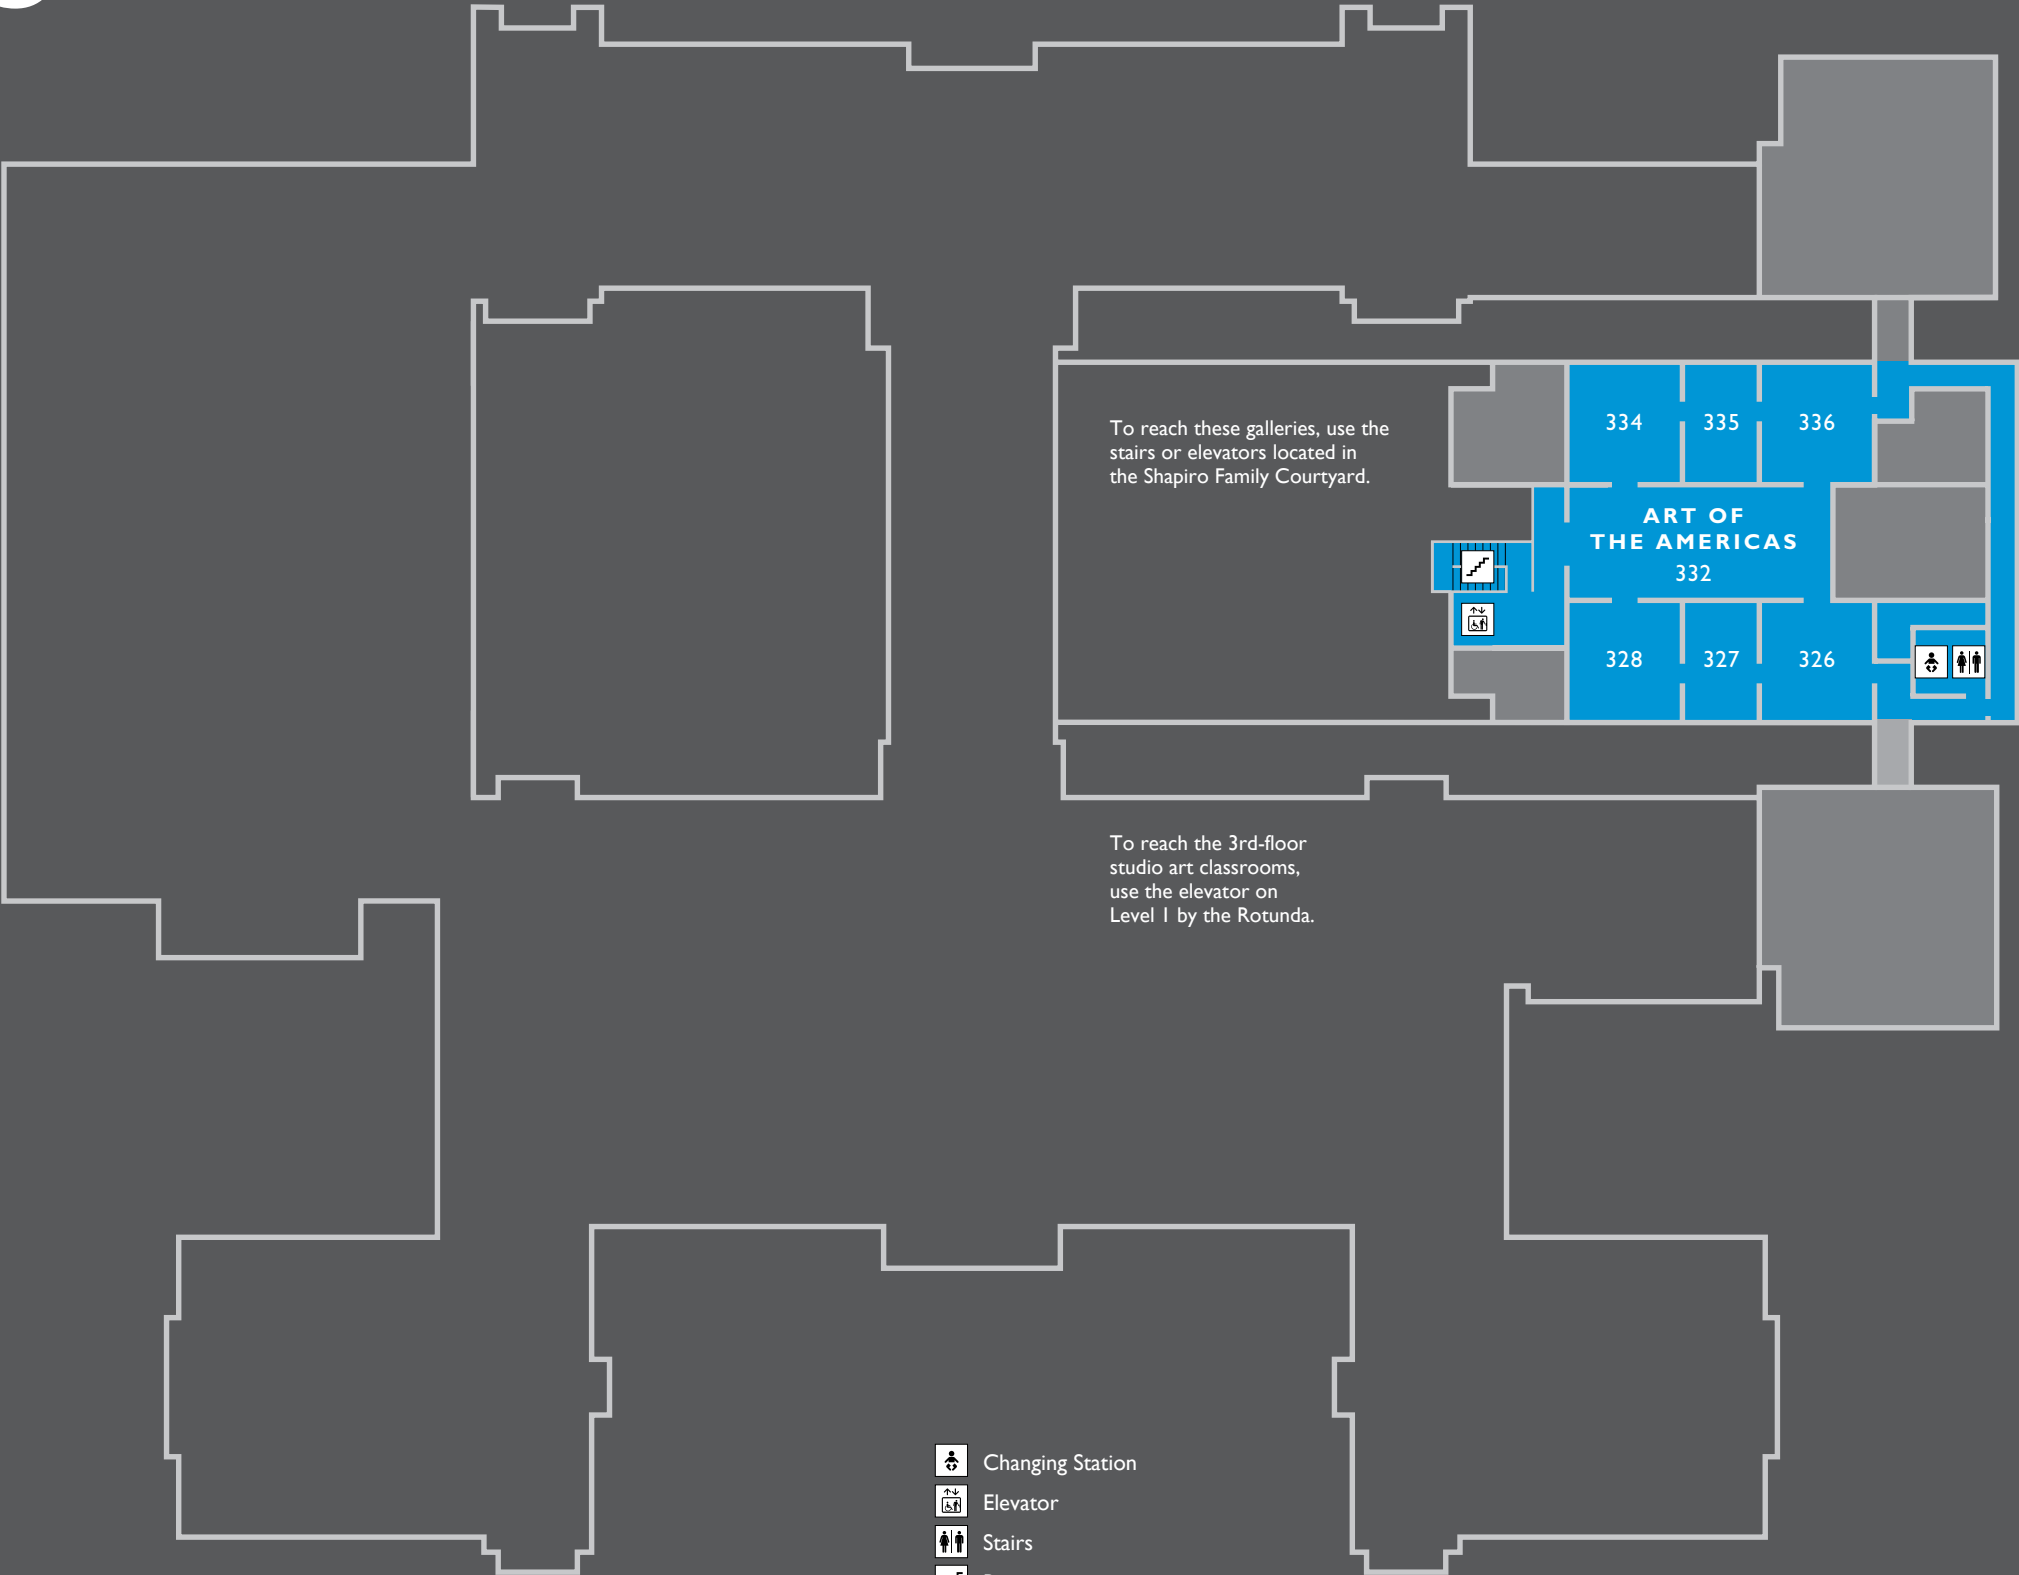 To reach these galleries, use the
stairs or elevators located in
the Shapiro Family Courtyard.
334
335
336
ART OF
THE AMERICAS
332
328
327
326
To reach the 3rd-floor
studio art classrooms,
use the elevator on
Level 1 by the Rotunda.
Changing Station
Elevator
Stairs